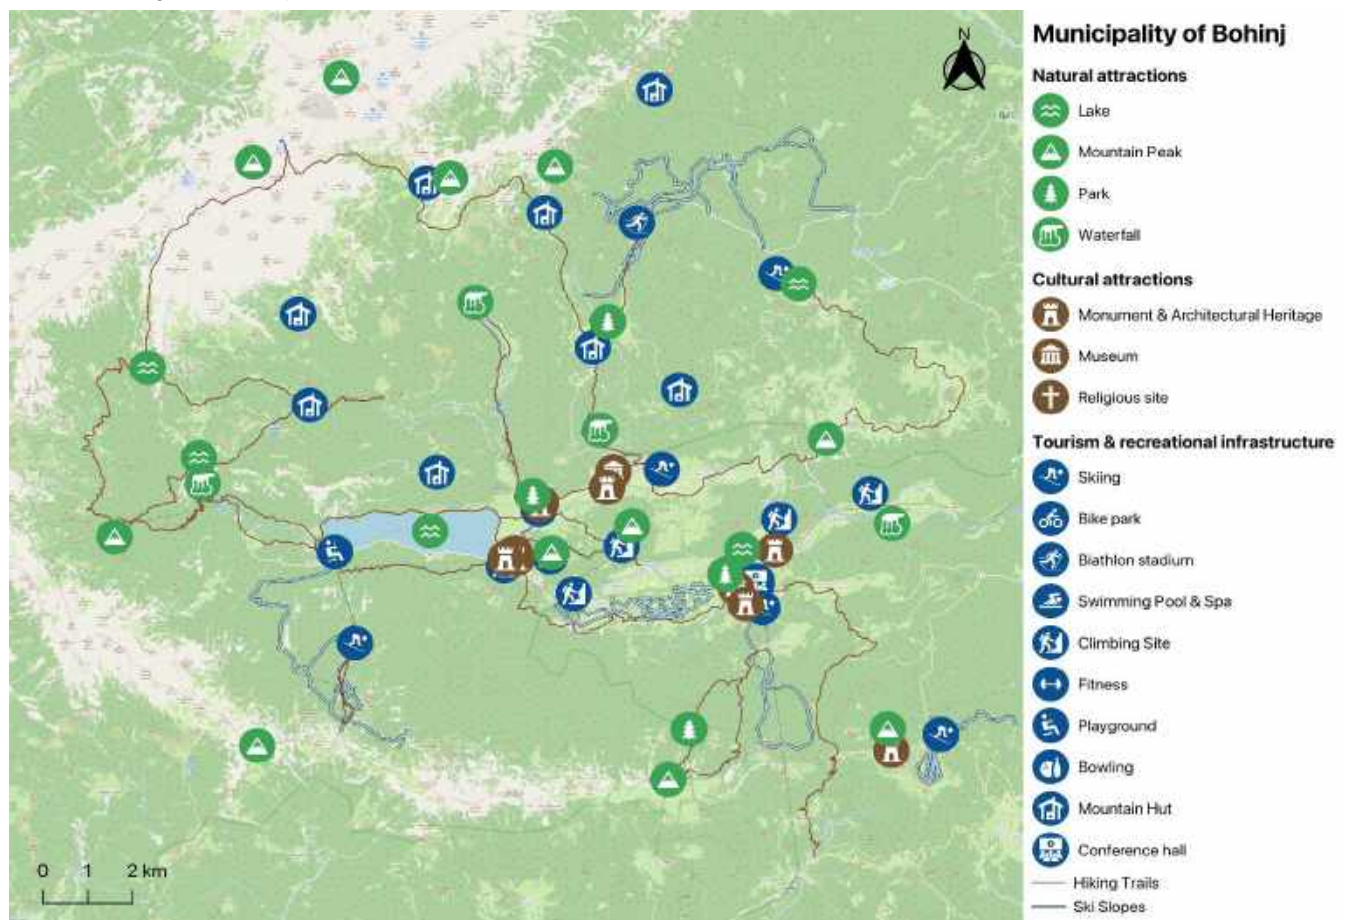 N
Municipality of Bohinj
Natural attractions
Lake
Mountain Peak
Park
Waterfall
Cultural attractions
Monument & Architectural Heritage
Museum
Religious site
Tourism & recreational infrastructure
Skiing
Bike park
Biathlon stadium
Swimming Pool & Spa
Climbing Site
Fitness
Playground
Bowling
Mountain Hut
Conference hall
Hiking Trails
Ski Slopes
0 1 2 km